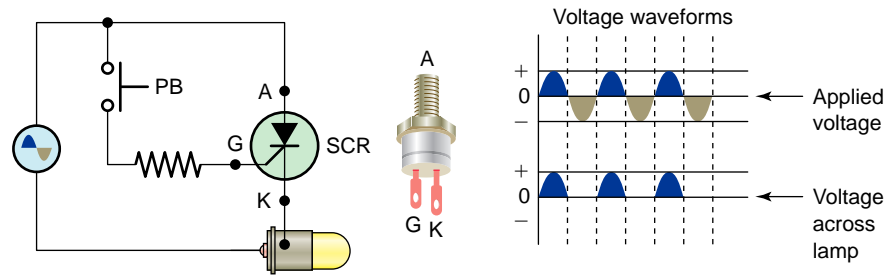 PB
A
G
SCR
K
A
G K
Voltage waveforms
+
0
−
Applied
voltage
+
0
−
Voltage
across
lamp